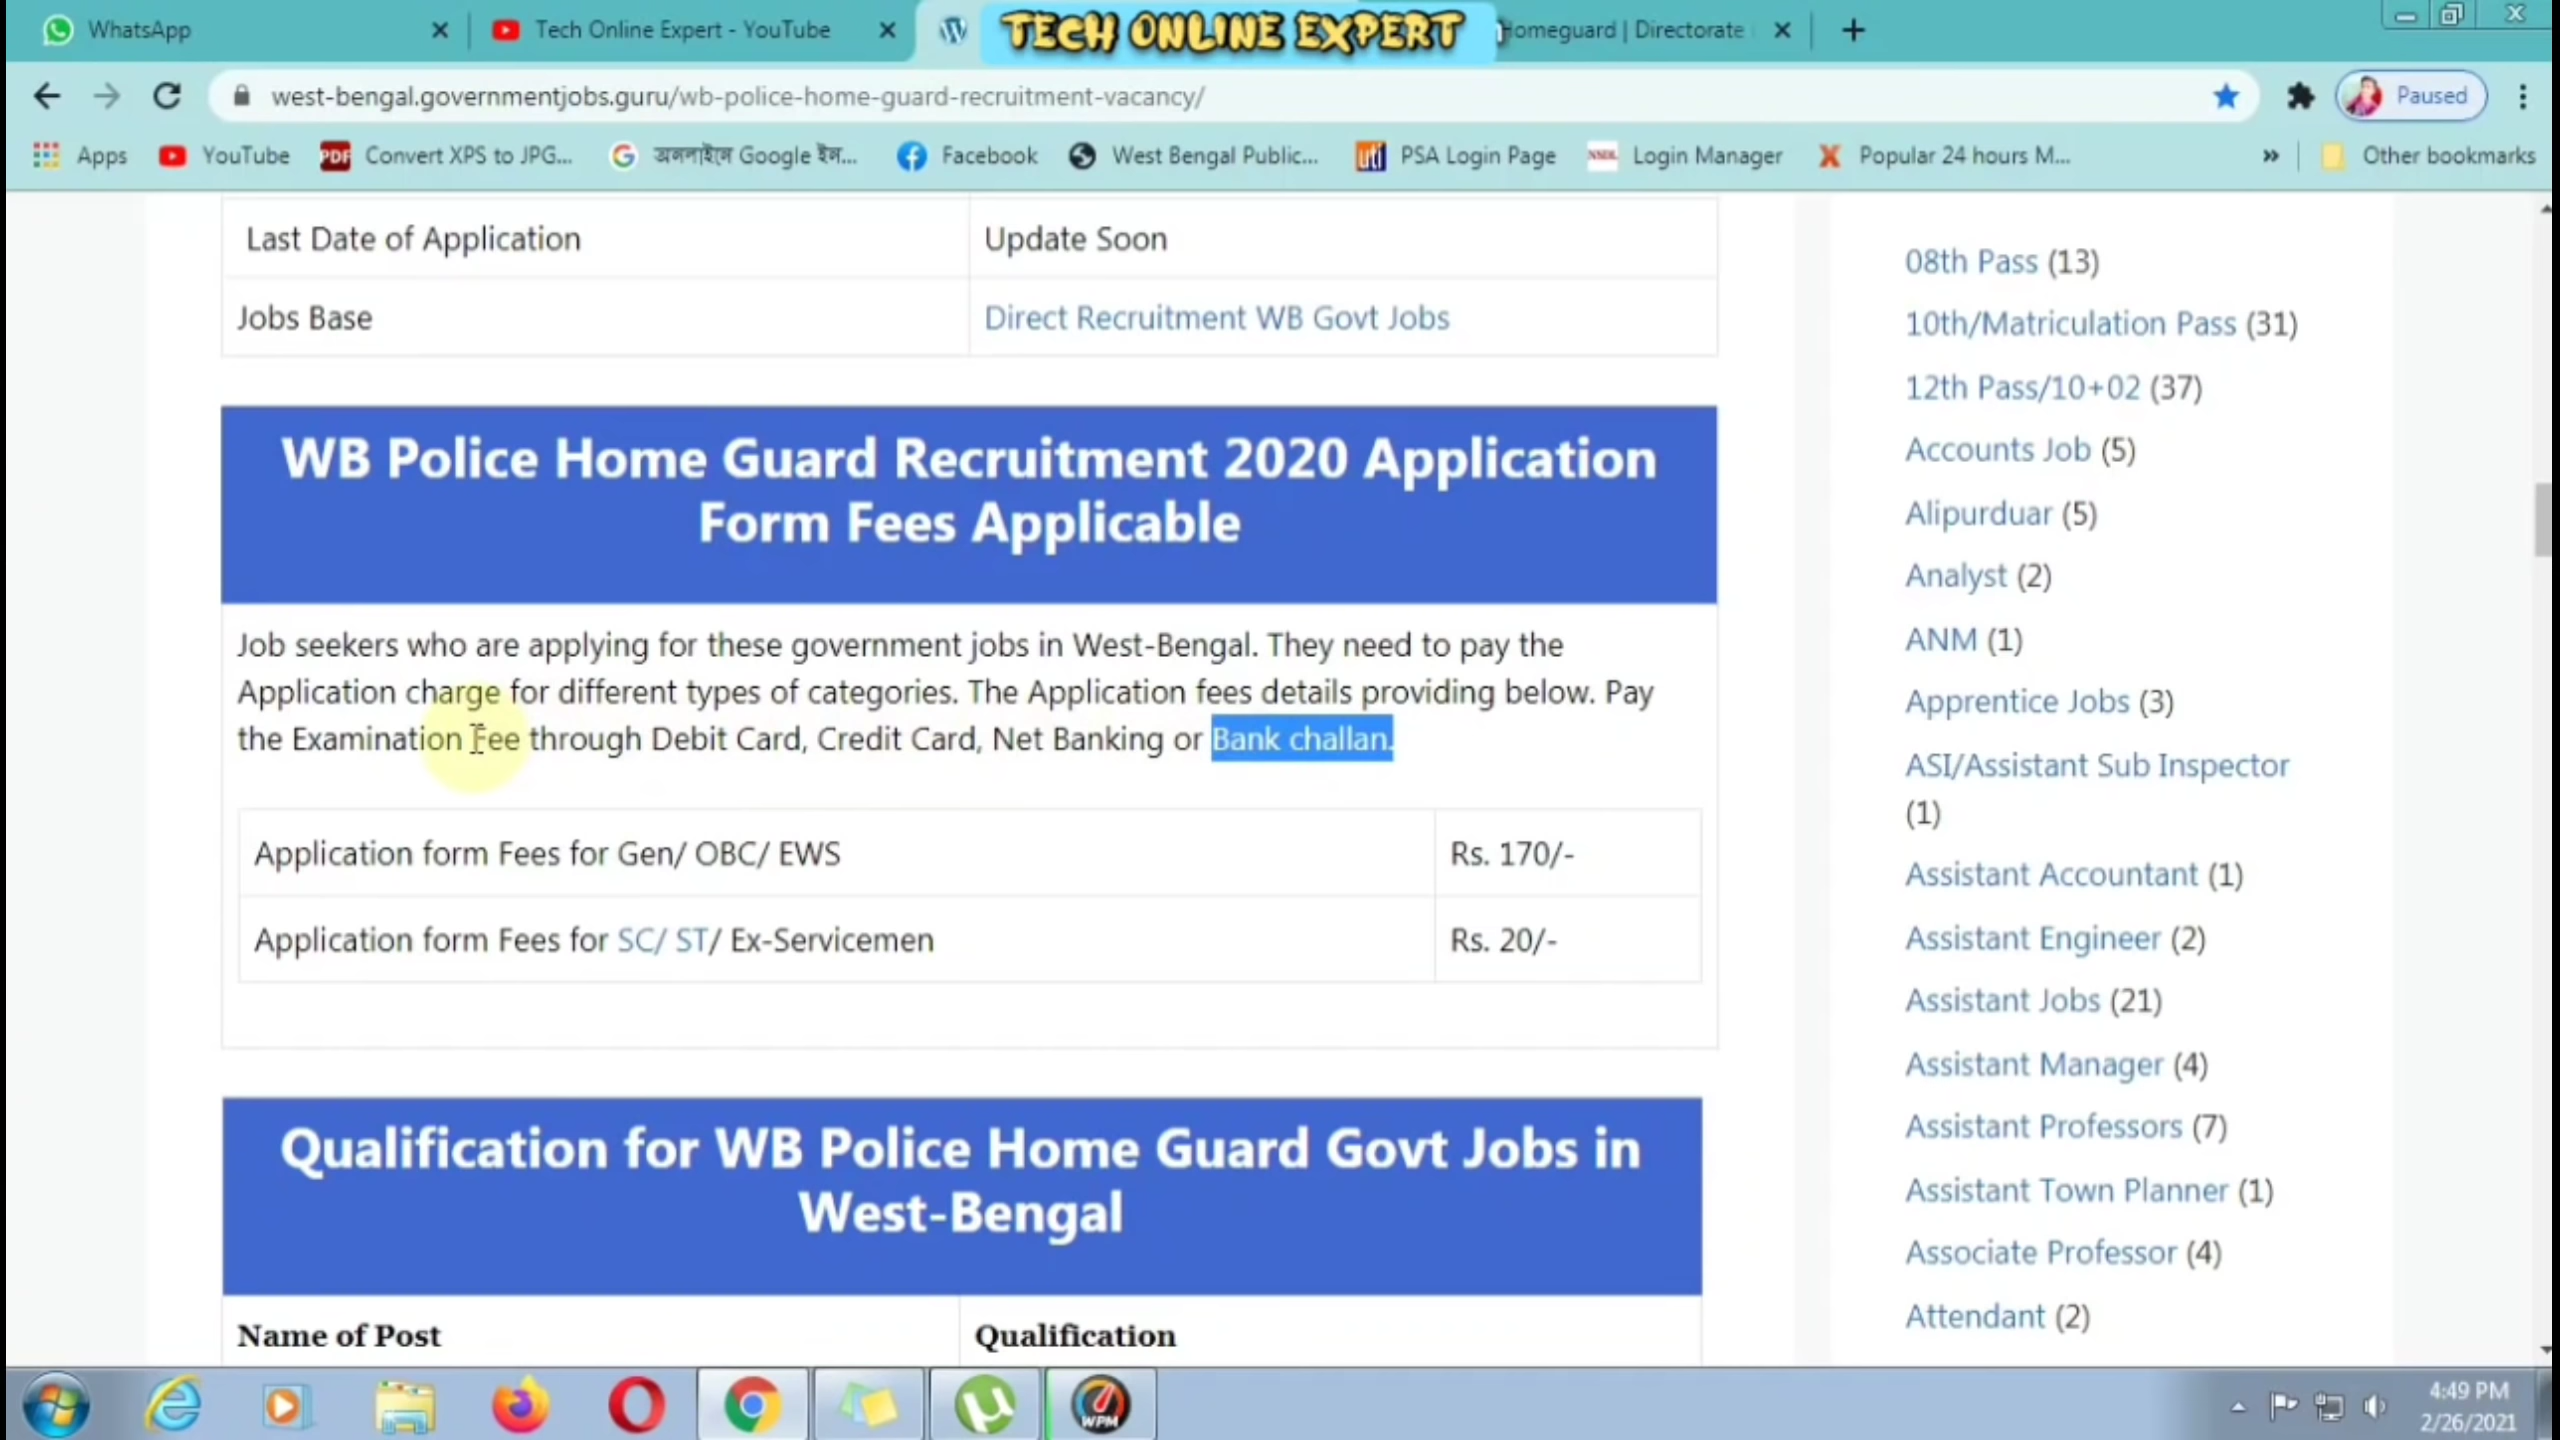 WhatsApp
Tech Online Expert - YouTube
TECH ONLINE EXPERT
Homeguard | Directorate
west-bengal.governmentjobs.guru/wb-police-home-guard-recruitment-vacancy/
Paused
Apps
YouTube
PDF
Convert XPS to JPG...
অনলাইনে Google ইন...
Facebook
West Bengal Public...
uti
PSA Login Page
NSDL
Login Manager
Popular 24 hours M...
Other bookmarks
Last Date of Application
Update Soon
Jobs Base
Direct Recruitment WB Govt Jobs
WB Police Home Guard Recruitment 2020 Application
Form Fees Applicable
Job seekers who are applying for these government jobs in West-Bengal. They need to pay the
Application charge for different types of categories. The Application fees details providing below. Pay
the Examination Fee through Debit Card, Credit Card, Net Banking or Bank challan.
Application form Fees for Gen/ OBC/ EWS
Rs. 170/-
Application form Fees for SC/ ST/ Ex-Servicemen
Rs. 20/-
Qualification for WB Police Home Guard Govt Jobs in
West-Bengal
Name of Post
Qualification
08th Pass (13)
10th/Matriculation Pass (31)
12th Pass/10+02 (37)
Accounts Job (5)
Alipurduar (5)
Analyst (2)
ANM (1)
Apprentice Jobs (3)
ASI/Assistant Sub Inspector
(1)
Assistant Accountant (1)
Assistant Engineer (2)
Assistant Jobs (21)
Assistant Manager (4)
Assistant Professors (7)
Assistant Town Planner (1)
Associate Professor (4)
Attendant (2)
WPM
4:49 PM
2/26/2021